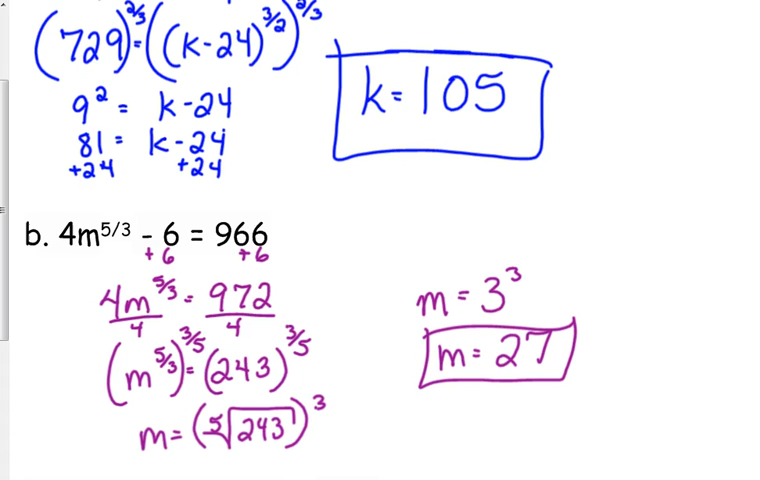 (729)^{2/3} = ((k-24)^{3/2})^{2/3}
9² = k-24
81 = k-24
+24 +24
k = 105
b. 4m^{5/3} - 6 = 966
+6 +6
4m^{5/3} = 972
4 4
(m^{5/3})^{3/5} = (243)^{3/5}
m = (⁵√243)³
m = 3³
m = 27